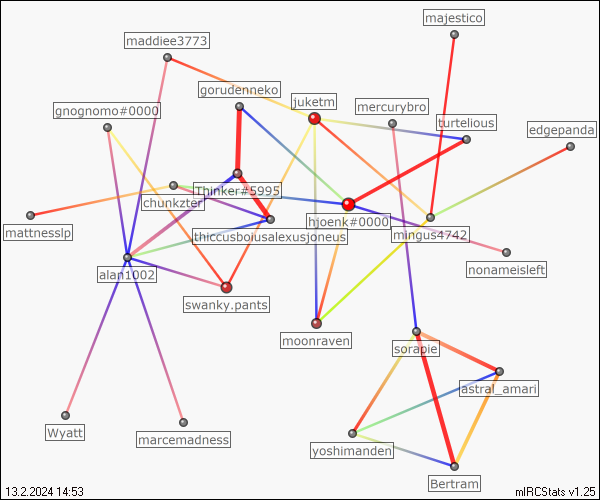 majestico
maddiee3773
gorudenneko
juketm
mercurybro
gnognomo#0000
turtelious
edgepanda
Thinker#5995
chunkzter
hjoenk#0000
mattnesslp
thiccusboiusalexusjoneus
mingus4742
alan1002
nonameisleft
swanky.pants
moonraven
sorapie
astral_amari
Wyatt
marcemadness
yoshimanden
Bertram
13.2.2024 14:53
mIRCStats v1.25